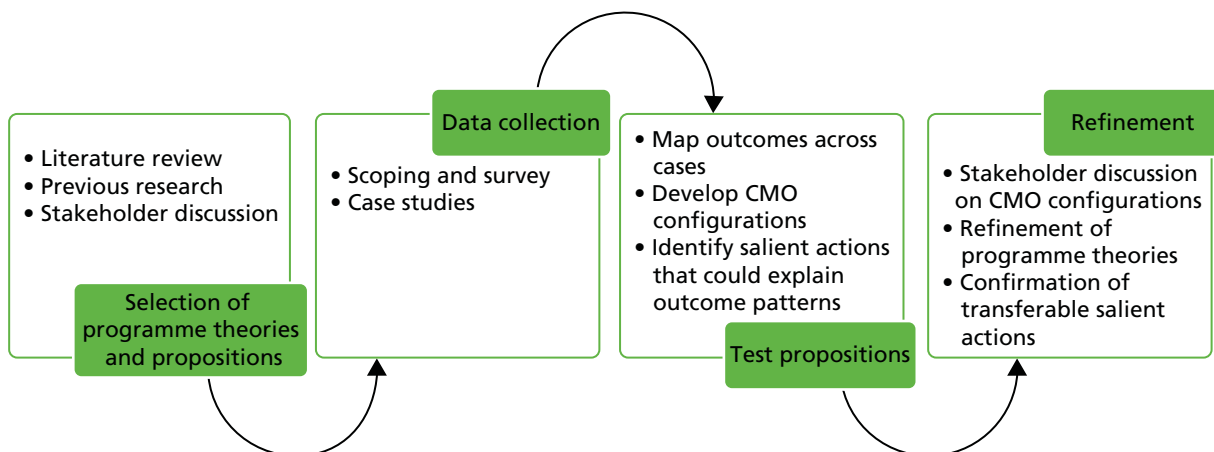 • Literature review
• Previous research
• Stakeholder discussion
Selection of
programme theories
and propositions
Data collection
• Scoping and survey
• Case studies
• Map outcomes across
cases
• Develop CMO
configurations
• Identify salient actions
that could explain
outcome patterns
Test propositions
Refinement
• Stakeholder discussion
on CMO configurations
• Refinement of
programme theories
• Confirmation of
transferable salient
actions